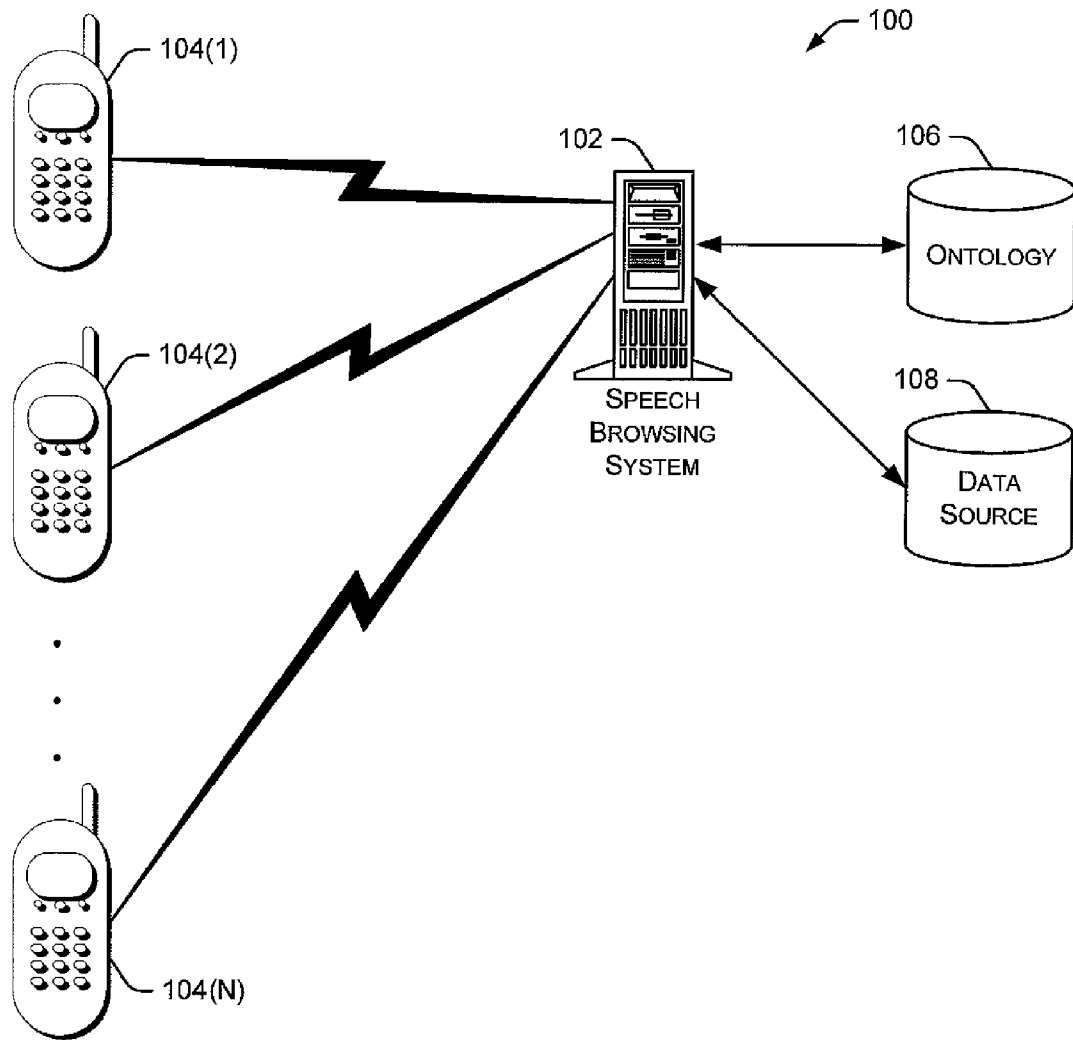 100
104(1)
102
106
ONTOLOGY
104(2)
108
SPEECH
BROWSING
SYSTEM
DATA
SOURCE
104(N)